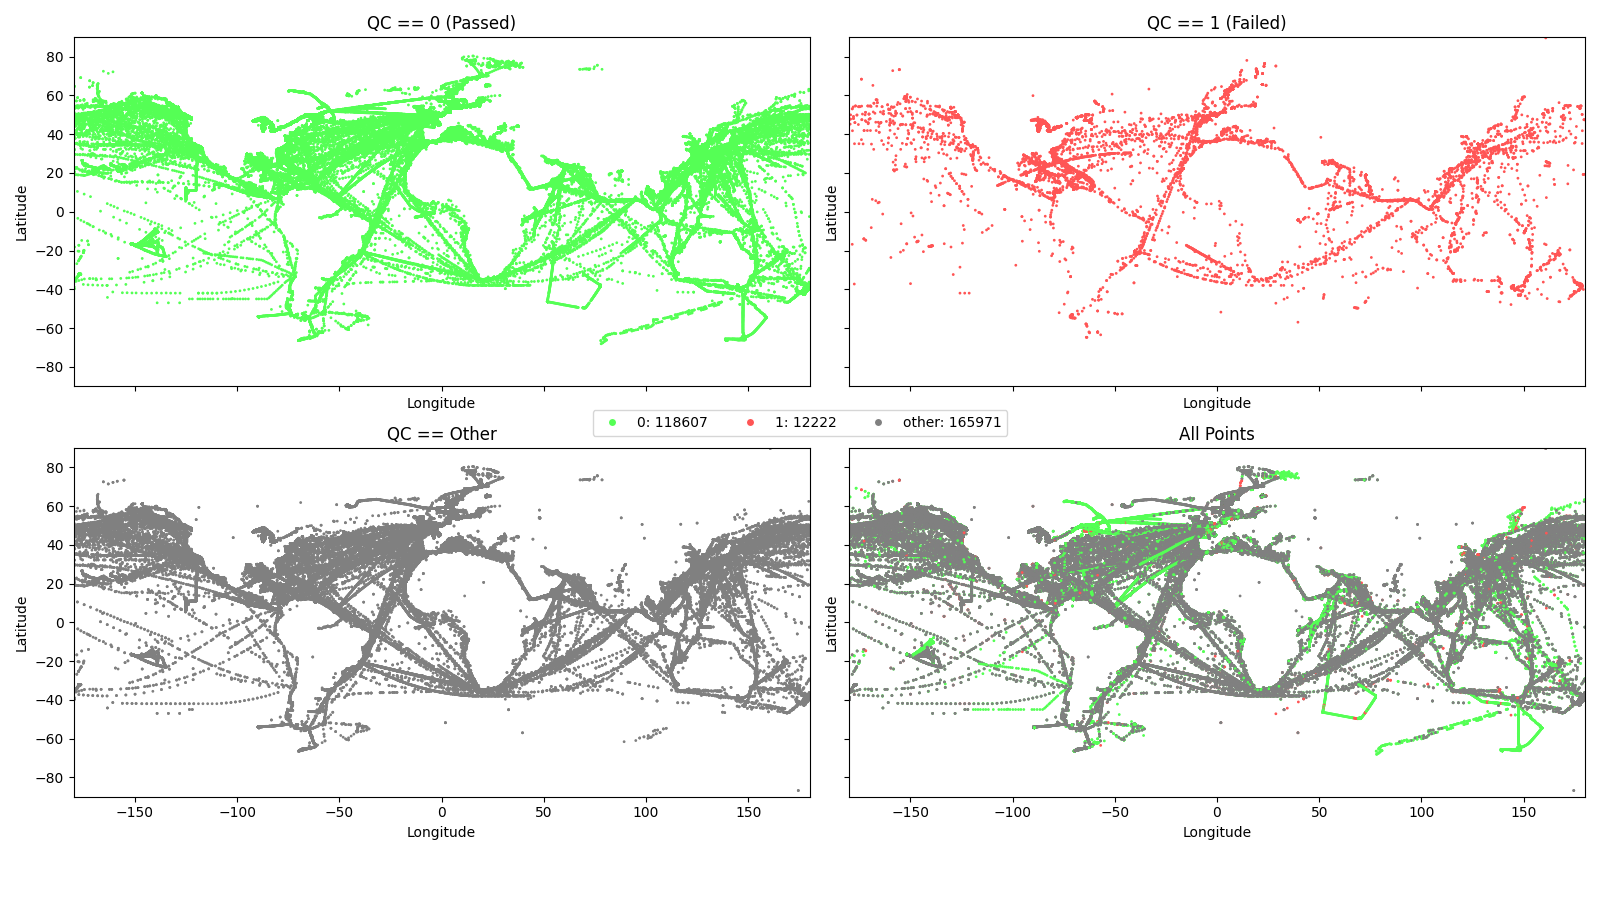 QC == 0 (Passed)
QC == 1 (Failed)
80
60
40
20
0
−20
−40
−60
−80
Latitude
Latitude
Longitude
Longitude
0: 118607
1: 12222
other: 165971
QC == Other
All Points
80
60
40
20
0
−20
−40
−60
−80
Latitude
Latitude
−150
−100
−50
0
50
100
150
−150
−100
−50
0
50
100
150
Longitude
Longitude